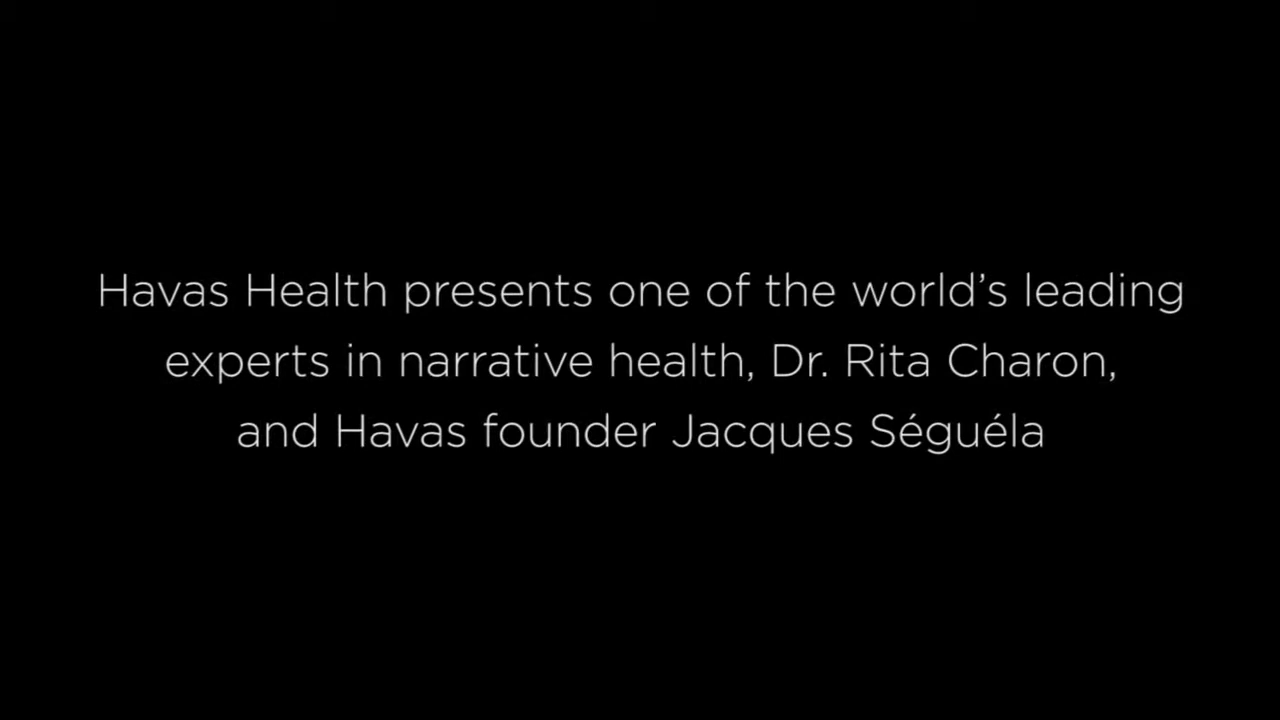 Havas Health presents one of the world’s leading
experts in narrative health, Dr. Rita Charon,
and Havas founder Jacques Séguéla